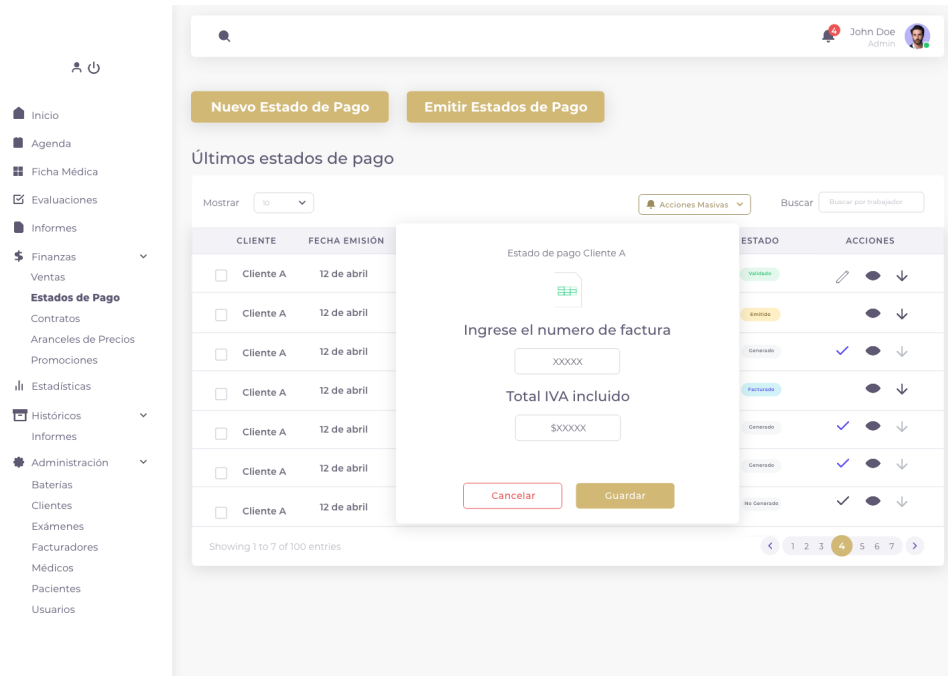 4
John Doe
Admin
Inicio
Agenda
Ficha Médica
Evaluaciones
Informes
Finanzas
Ventas
Estados de Pago
Contratos
Aranceles de Precios
Promociones
Estadísticas
Históricos
Informes
Administración
Baterías
Clientes
Exámenes
Facturadores
Médicos
Pacientes
Usuarios
Nuevo Estado de Pago
Emitir Estados de Pago
Últimos estados de pago
Mostrar 10
Acciones Masivas
Buscar Buscar por trabajador
CLIENTE FECHA EMISIÓN ESTADO ACCIONES
Cliente A 12 de abril Validado
Cliente A 12 de abril Emitido
Cliente A 12 de abril Generado
Cliente A 12 de abril Facturado
Cliente A 12 de abril Generado
Cliente A 12 de abril Generado
Cliente A 12 de abril No Generado
Estado de pago Cliente A
Ingrese el numero de factura
XXXXX
Total IVA incluido
$XXXXX
Cancelar Guardar
Showing 1 to 7 of 100 entries
1 2 3 4 5 6 7